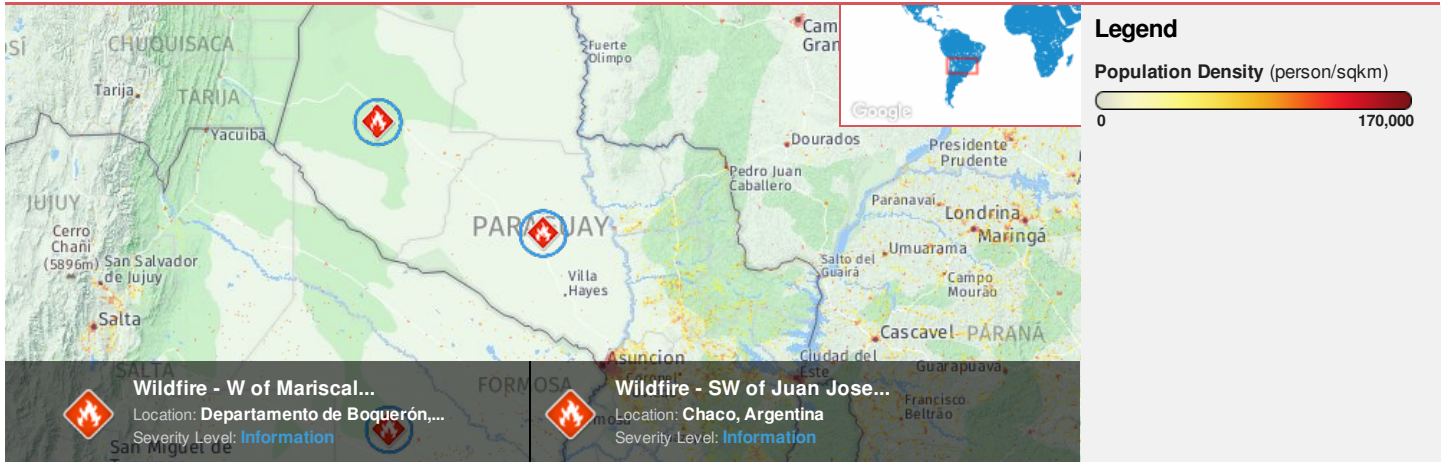 OSÍ
CHUQUISACA
Tarija
TARIJA
Yacuiba
JUJUY
Cerro
Chañi
(5896m)
San Salvador
de Jujuy
Salta
SALTA
San Miguel de
Fuerte
Olimpo
PARAGUAY
Villa
Hayes
Asuncion
FORMOSA
Cam
Gran
Dourados
Pedro Juan
Caballero
Presidente
Prudente
Paranavaí
Londrina
Maringá
Umuarama
Salto del
Guairá
Campo
Mourão
Cascavel
PARANÁ
Ciudad del
Este
Guarapuava
Francisco
Beltrão
Google
Wildfire - W of Mariscal...
Location: Departamento de Boquerón,...
Severity Level: Information
Wildfire - SW of Juan Jose...
Location: Chaco, Argentina
Severity Level: Information
Legend
Population Density (person/sqkm)
0 170,000